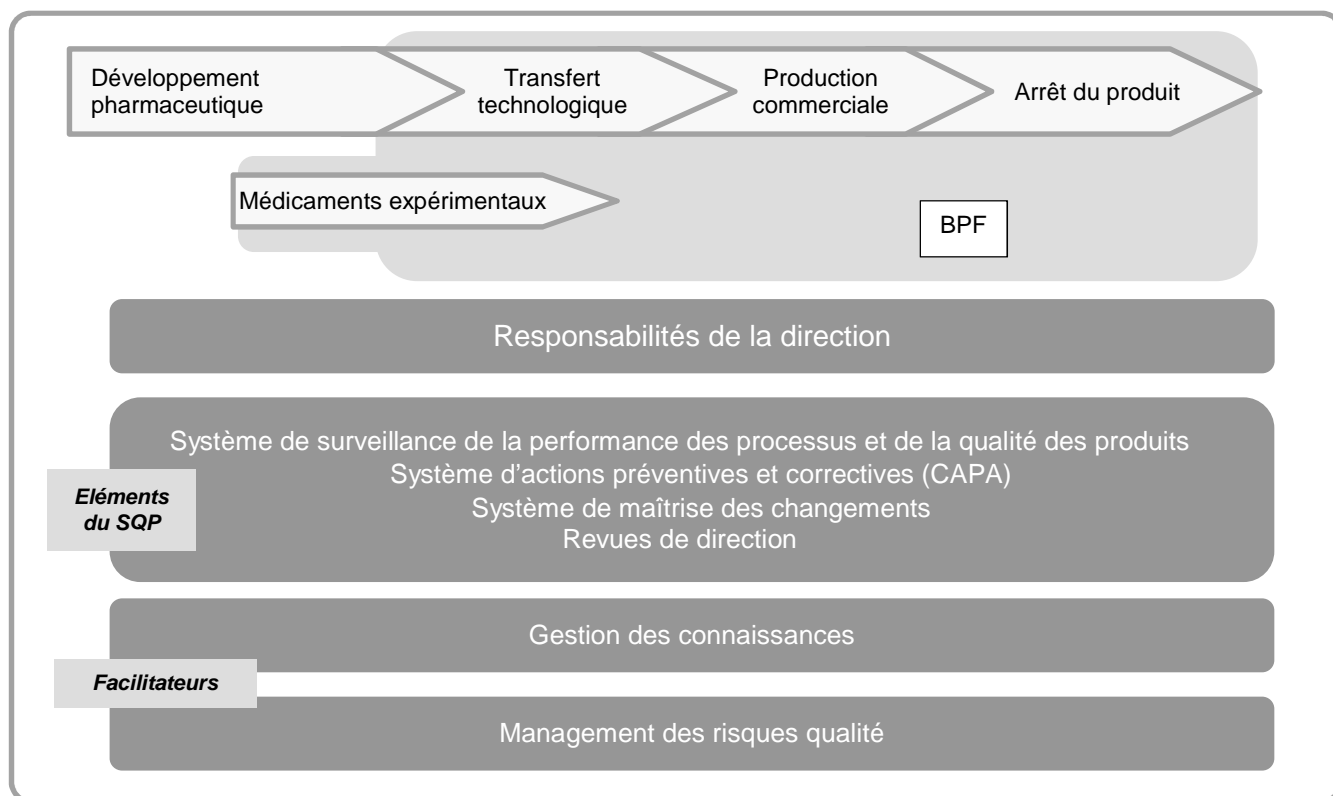 Développement
pharmaceutique
Transfert
technologique
Production
commerciale
Arrêt du produit
Médicaments expérimentaux
BPF
Responsabilités de la direction
Système de surveillance de la performance des processus et de la qualité des produits
Système d'actions préventives et correctives (CAPA)
Système de maîtrise des changements
Revues de direction
Eléments
du SQP
Gestion des connaissances
Facilitateurs
Management des risques qualité